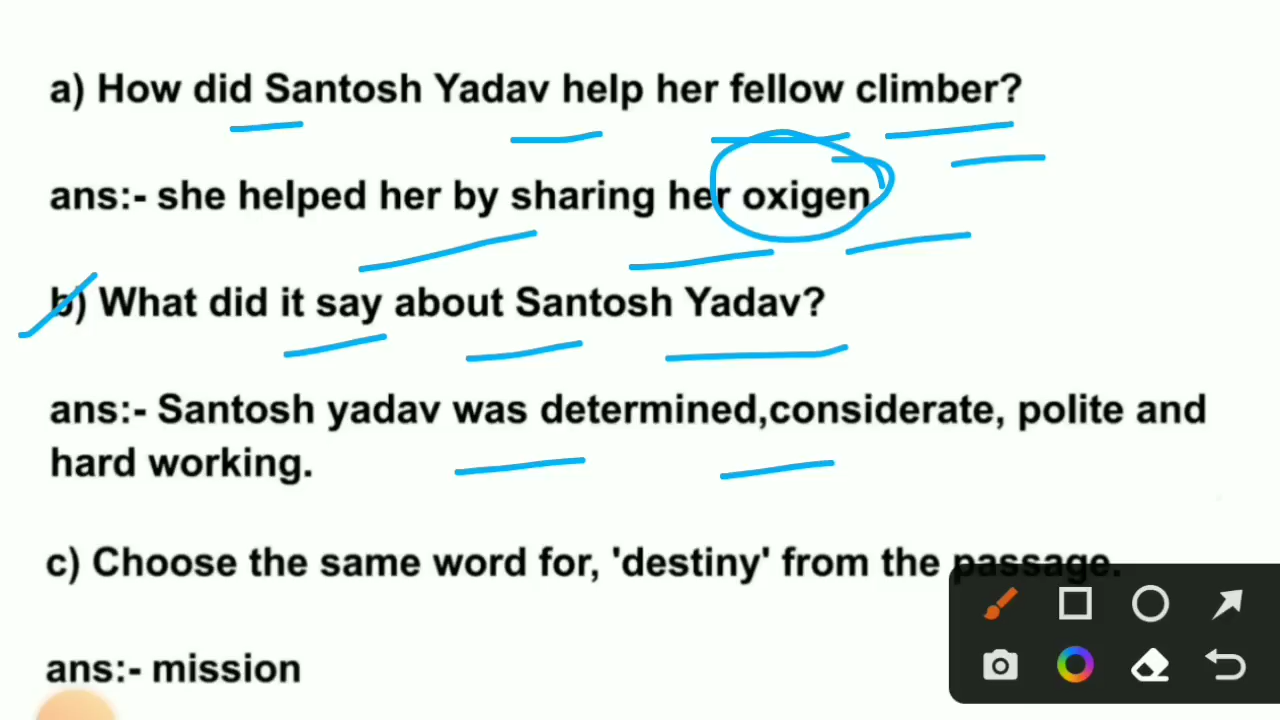 a) How did Santosh Yadav help her fellow climber?
ans:- she helped her by sharing her oxigen
b) What did it say about Santosh Yadav?
ans:- Santosh yadav was determined,considerate, polite and
hard working.
c) Choose the same word for, 'destiny' from the passage.
ans:- mission